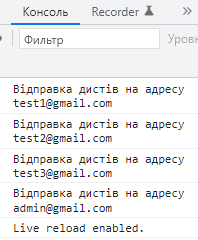 Консоль Recorder
Фільтр Уровн
Відправка дистів на адресу
test1@gmail.com
Відправка дистів на адресу
test2@gmail.com
Відправка дистів на адресу
test3@gmail.com
Відправка дистів на адресу
admin@gmail.com
Live reload enabled.